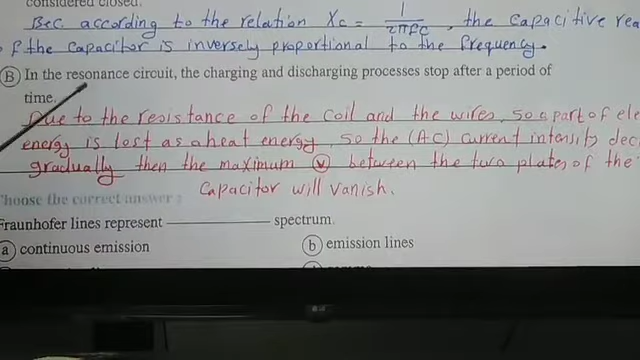 considered closed.
Bec according to the relation Xc = 1/2πFC, the capacitive rea
of the capacitor is inversely proportional to the frequency.
B In the resonance circuit, the charging and discharging processes stop after a period of
time.
Due to the resistance of the coil and the wires, so a part of ele
energy is lost as a heat energy, so the (AC) current intensity dec
gradually then the maximum V between the two plates of the
Capacitor will vanish.
Choose the correct answer :
Fraunhofer lines represent ———— spectrum.
a continuous emission
b emission lines